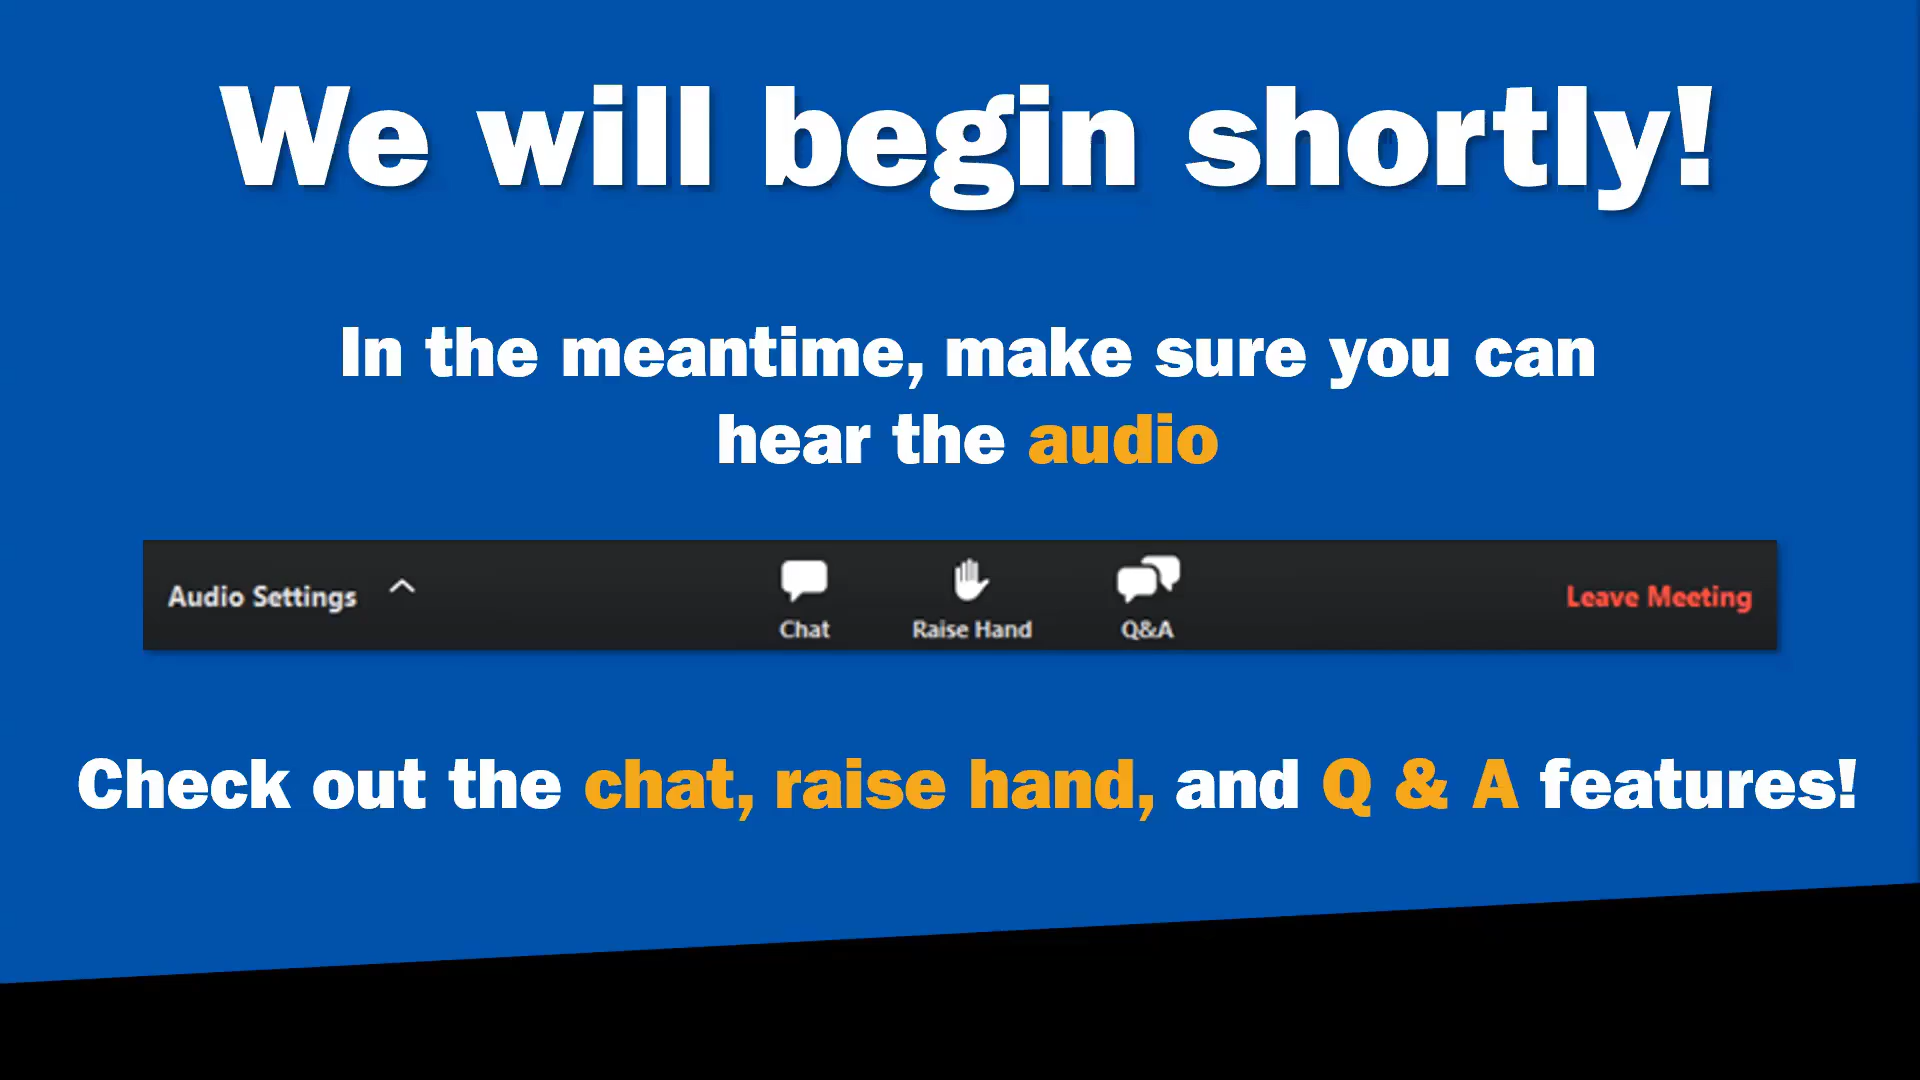 We will begin shortly!
In the meantime, make sure you can
hear the audio
Audio Settings
Chat
Raise Hand
Q&A
Leave Meeting
Check out the chat, raise hand, and Q & A features!